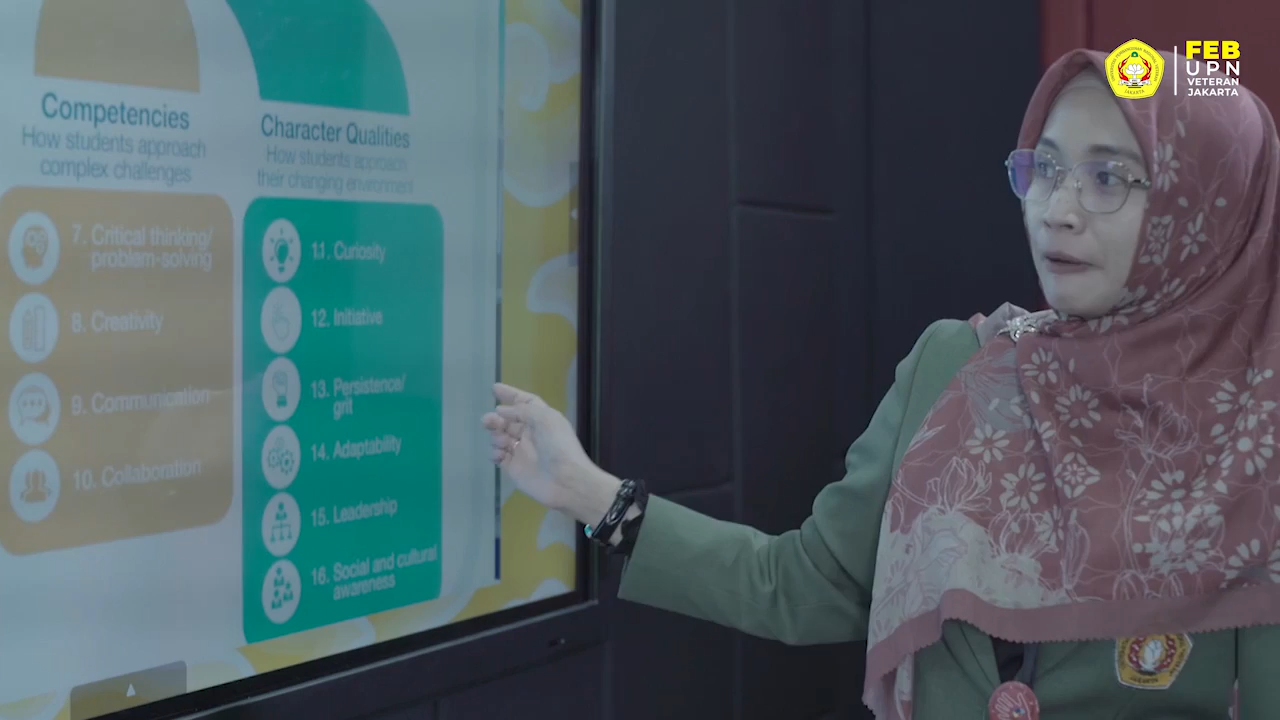 Competencies
How students approach
complex challenges
7. Critical thinking/
problem-solving
8. Creativity
9. Communication
10. Collaboration
Character Qualities
How students approach
their changing environment
11. Curiosity
12. Initiative
13. Persistence/
grit
14. Adaptability
15. Leadership
16. Social and cultural
awareness
FEB
UPN
VETERAN
JAKARTA
JAKARTA
JAKARTA